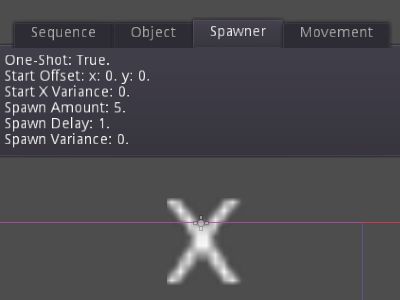 Sequence Object Spawner Movement
One-Shot: True.
Start Offset: x: 0. y: 0.
Start X Variance: 0.
Spawn Amount: 5.
Spawn Delay: 1.
Spawn Variance: 0.
X